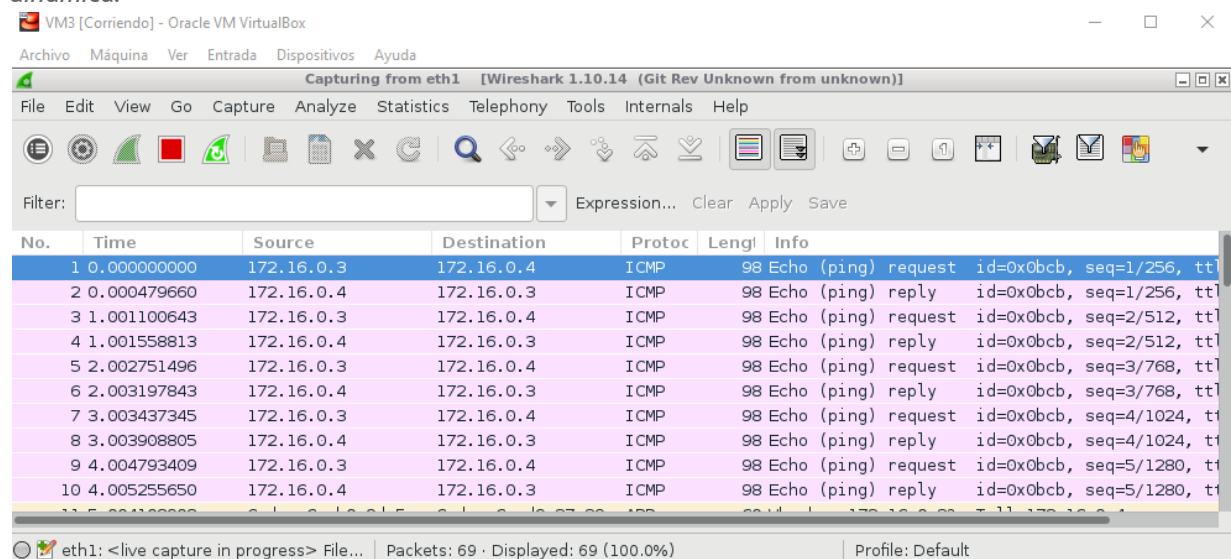 dinámica.
VM3 [Corriendo] - Oracle VM VirtualBox
Archivo Máquina Ver Entrada Dispositivos Ayuda
Capturing from eth1 [Wireshark 1.10.14 (Git Rev Unknown from unknown)]
File Edit View Go Capture Analyze Statistics Telephony Tools Internals Help
Filter: Expression... Clear Apply Save
No. Time Source Destination Protoc Lengt Info
1 0.000000000 172.16.0.3 172.16.0.4 ICMP 98 Echo (ping) request id=0x0bcb, seq=1/256, ttl
2 0.000479660 172.16.0.4 172.16.0.3 ICMP 98 Echo (ping) reply id=0x0bcb, seq=1/256, ttl
3 1.001100643 172.16.0.3 172.16.0.4 ICMP 98 Echo (ping) request id=0x0bcb, seq=2/512, ttl
4 1.001558813 172.16.0.4 172.16.0.3 ICMP 98 Echo (ping) reply id=0x0bcb, seq=2/512, ttl
5 2.002751496 172.16.0.3 172.16.0.4 ICMP 98 Echo (ping) request id=0x0bcb, seq=3/768, ttl
6 2.003197843 172.16.0.4 172.16.0.3 ICMP 98 Echo (ping) reply id=0x0bcb, seq=3/768, ttl
7 3.003437345 172.16.0.3 172.16.0.4 ICMP 98 Echo (ping) request id=0x0bcb, seq=4/1024, tt
8 3.003908805 172.16.0.4 172.16.0.3 ICMP 98 Echo (ping) reply id=0x0bcb, seq=4/1024, tt
9 4.004793409 172.16.0.3 172.16.0.4 ICMP 98 Echo (ping) request id=0x0bcb, seq=5/1280, tt
10 4.005255650 172.16.0.4 172.16.0.3 ICMP 98 Echo (ping) reply id=0x0bcb, seq=5/1280, tt
eth1: <live capture in progress> File... Packets: 69 · Displayed: 69 (100.0%) Profile: Default